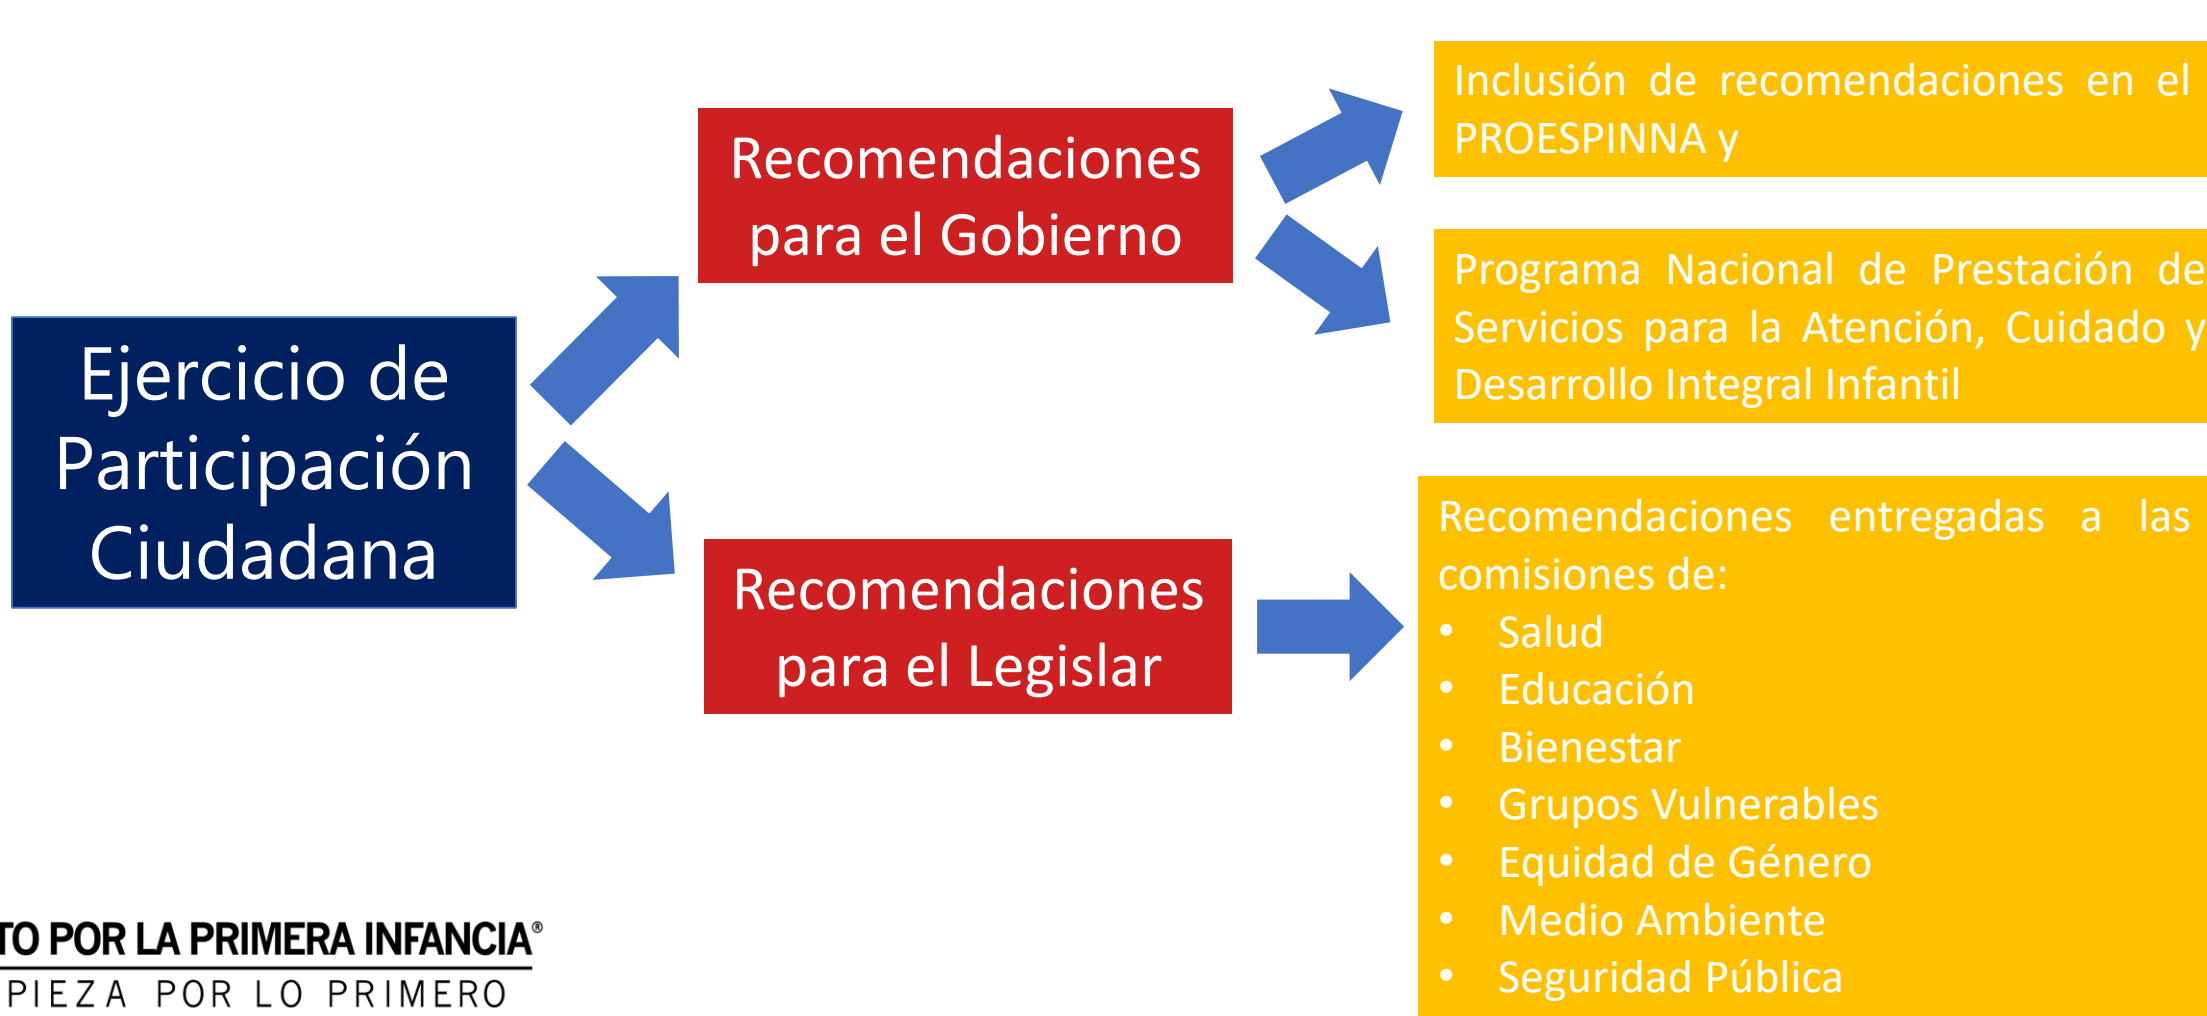 Ejercicio de
Participación
Ciudadana
Recomendaciones
para el Gobierno
Inclusión de recomendaciones en el
PROESPINNA y
Programa Nacional de Prestación de
Servicios para la Atención, Cuidado y
Desarrollo Integral Infantil
Recomendaciones
para el Legislar
Recomendaciones entregadas a las
comisiones de:
• Salud
• Educación
• Bienestar
• Grupos Vulnerables
• Equidad de Género
• Medio Ambiente
• Seguridad Pública
TO POR LA PRIMERA INFANCIA®
PIEZA POR LO PRIMERO